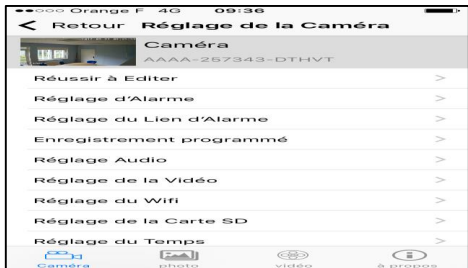 Orange F 4G 09:36
Retour Réglage de la Caméra
Caméra
AAAA-257343-DTHVT
Réussir à Editer
Réglage d'Alarme
Réglage du Lien d'Alarme
Enregistrement programmé
Réglage Audio
Réglage de la Vidéo
Réglage du Wifi
Réglage de la Carte SD
Réglage du Temps
Caméra photo vidéo à propos